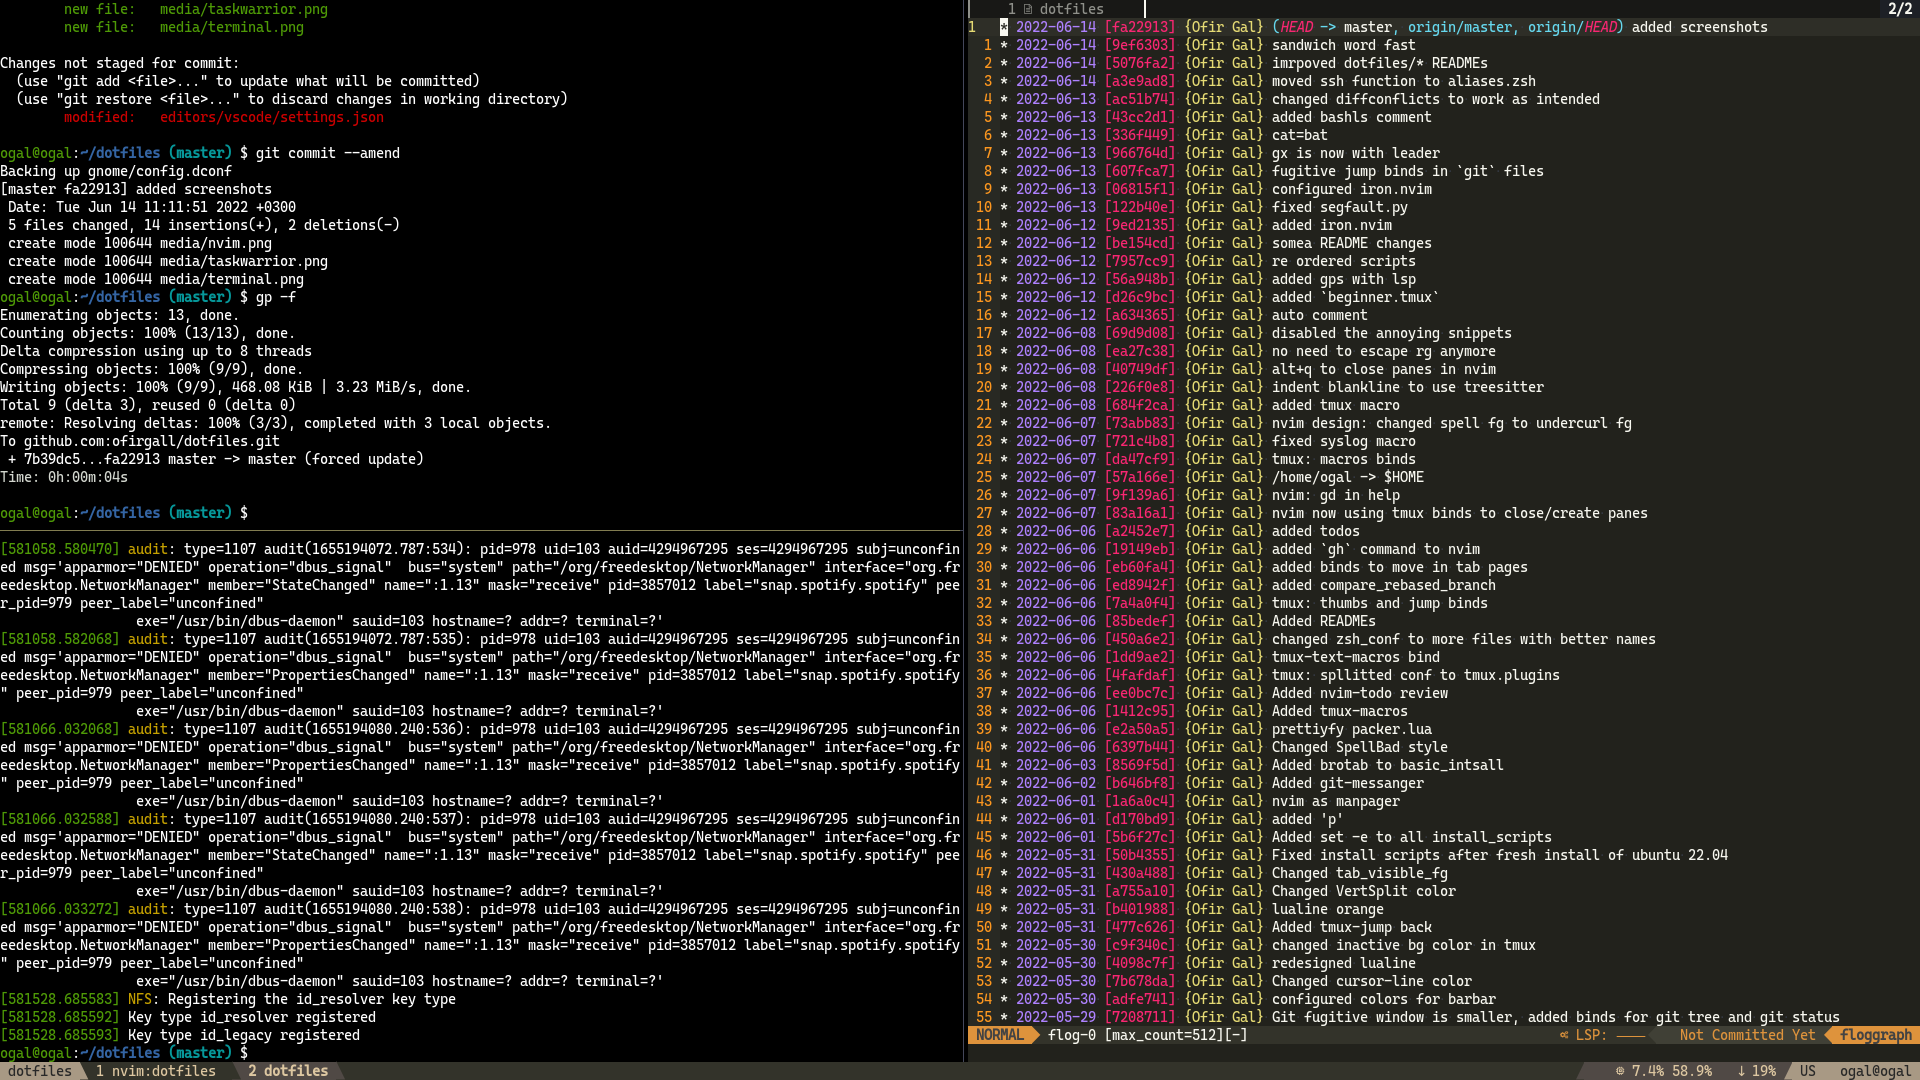 new file:   media/taskwarrior.png
new file:   media/terminal.png
Changes not staged for commit:
(use "git add <file>..." to update what will be committed)
(use "git restore <file>..." to discard changes in working directory)
modified:   editors/vscode/settings.json
ogal@ogal:~/dotfiles (master) $ git commit --amend
Backing up gnome/config.dconf
[master fa22913] added screenshots
Date: Tue Jun 14 11:11:51 2022 +0300
5 files changed, 14 insertions(+), 2 deletions(-)
create mode 100644 media/nvim.png
create mode 100644 media/taskwarrior.png
create mode 100644 media/terminal.png
ogal@ogal:~/dotfiles (master) $ gp -f
Enumerating objects: 13, done.
Counting objects: 100% (13/13), done.
Delta compression using up to 8 threads
Compressing objects: 100% (9/9), done.
Writing objects: 100% (9/9), 468.08 KiB | 3.23 MiB/s, done.
Total 9 (delta 3), reused 0 (delta 0)
remote: Resolving deltas: 100% (3/3), completed with 3 local objects.
To github.com:ofirgall/dotfiles.git
+ 7b39dc5...fa22913 master -> master (forced update)
Time: 0h:00m:04s
ogal@ogal:~/dotfiles (master) $
[581058.580470] audit: type=1107 audit(1655194072.787:534): pid=978 uid=103 auid=4294967295 ses=4294967295 subj=unconfin
ed msg='apparmor="DENIED" operation="dbus_signal"  bus="system" path="/org/freedesktop/NetworkManager" interface="org.fr
eedesktop.NetworkManager" member="StateChanged" name=":1.13" mask="receive" pid=3857012 label="snap.spotify.spotify" pee
r_pid=979 peer_label="unconfined"
exe="/usr/bin/dbus-daemon" sauid=103 hostname=? addr=? terminal=?'
[581058.582068] audit: type=1107 audit(1655194072.787:535): pid=978 uid=103 auid=4294967295 ses=4294967295 subj=unconfin
ed msg='apparmor="DENIED" operation="dbus_signal"  bus="system" path="/org/freedesktop/NetworkManager" interface="org.fr
eedesktop.NetworkManager" member="PropertiesChanged" name=":1.13" mask="receive" pid=3857012 label="snap.spotify.spotify
" peer_pid=979 peer_label="unconfined"
exe="/usr/bin/dbus-daemon" sauid=103 hostname=? addr=? terminal=?'
[581066.032068] audit: type=1107 audit(1655194080.240:536): pid=978 uid=103 auid=4294967295 ses=4294967295 subj=unconfin
ed msg='apparmor="DENIED" operation="dbus_signal"  bus="system" path="/org/freedesktop/NetworkManager" interface="org.fr
eedesktop.NetworkManager" member="PropertiesChanged" name=":1.13" mask="receive" pid=3857012 label="snap.spotify.spotify
" peer_pid=979 peer_label="unconfined"
exe="/usr/bin/dbus-daemon" sauid=103 hostname=? addr=? terminal=?'
[581066.032588] audit: type=1107 audit(1655194080.240:537): pid=978 uid=103 auid=4294967295 ses=4294967295 subj=unconfin
ed msg='apparmor="DENIED" operation="dbus_signal"  bus="system" path="/org/freedesktop/NetworkManager" interface="org.fr
eedesktop.NetworkManager" member="StateChanged" name=":1.13" mask="receive" pid=3857012 label="snap.spotify.spotify" pee
r_pid=979 peer_label="unconfined"
exe="/usr/bin/dbus-daemon" sauid=103 hostname=? addr=? terminal=?'
[581066.033272] audit: type=1107 audit(1655194080.240:538): pid=978 uid=103 auid=4294967295 ses=4294967295 subj=unconfin
ed msg='apparmor="DENIED" operation="dbus_signal"  bus="system" path="/org/freedesktop/NetworkManager" interface="org.fr
eedesktop.NetworkManager" member="PropertiesChanged" name=":1.13" mask="receive" pid=3857012 label="snap.spotify.spotify
" peer_pid=979 peer_label="unconfined"
exe="/usr/bin/dbus-daemon" sauid=103 hostname=? addr=? terminal=?'
[581528.685583] NFS: Registering the id_resolver key type
[581528.685592] Key type id_resolver registered
[581528.685593] Key type id_legacy registered
ogal@ogal:~/dotfiles (master) $
1 dotfiles 2/2
1 * 2022-06-14 [fa22913] {Ofir Gal} (HEAD -> master, origin/master, origin/HEAD) added screenshots
1 * 2022-06-14 [9ef6303] {Ofir Gal} sandwich word fast
2 * 2022-06-14 [5076fa2] {Ofir Gal} imrpoved dotfiles/* READMEs
3 * 2022-06-14 [a3e9ad8] {Ofir Gal} moved ssh function to aliases.zsh
4 * 2022-06-13 [ac51b74] {Ofir Gal} changed diffconflicts to work as intended
5 * 2022-06-13 [43cc2d1] {Ofir Gal} added bashls comment
6 * 2022-06-13 [336f449] {Ofir Gal} cat=bat
7 * 2022-06-13 [966764d] {Ofir Gal} gx is now with leader
8 * 2022-06-13 [607fca7] {Ofir Gal} fugitive jump binds in `git` files
9 * 2022-06-13 [06815f1] {Ofir Gal} configured iron.nvim
10 * 2022-06-13 [122b40e] {Ofir Gal} fixed segfault.py
11 * 2022-06-12 [9ed2135] {Ofir Gal} added iron.nvim
12 * 2022-06-12 [be154cd] {Ofir Gal} somea README changes
13 * 2022-06-12 [7957cc9] {Ofir Gal} re ordered scripts
14 * 2022-06-12 [56a948b] {Ofir Gal} added gps with lsp
15 * 2022-06-12 [d26c9bc] {Ofir Gal} added `beginner.tmux`
16 * 2022-06-12 [a634365] {Ofir Gal} auto comment
17 * 2022-06-08 [69d9d08] {Ofir Gal} disabled the annoying snippets
18 * 2022-06-08 [ea27c38] {Ofir Gal} no need to escape rg anymore
19 * 2022-06-08 [40749df] {Ofir Gal} alt+q to close panes in nvim
20 * 2022-06-08 [226f0e8] {Ofir Gal} indent blankline to use treesitter
21 * 2022-06-08 [684f2ca] {Ofir Gal} added tmux macro
22 * 2022-06-07 [73abb83] {Ofir Gal} nvim design: changed spell fg to undercurl fg
23 * 2022-06-07 [721c4b8] {Ofir Gal} fixed syslog macro
24 * 2022-06-07 [da47cf9] {Ofir Gal} tmux: macros binds
25 * 2022-06-07 [57a166e] {Ofir Gal} /home/ogal -> $HOME
26 * 2022-06-07 [9f139a6] {Ofir Gal} nvim: gd in help
27 * 2022-06-07 [83a16a1] {Ofir Gal} nvim now using tmux binds to close/create panes
28 * 2022-06-06 [a2452e7] {Ofir Gal} added todos
29 * 2022-06-06 [19149eb] {Ofir Gal} added `gh` command to nvim
30 * 2022-06-06 [eb60fa4] {Ofir Gal} added binds to move in tab pages
31 * 2022-06-06 [ed8942f] {Ofir Gal} added compare_rebased_branch
32 * 2022-06-06 [7a4a0f4] {Ofir Gal} tmux: thumbs and jump binds
33 * 2022-06-06 [85bedef] {Ofir Gal} Added READMEs
34 * 2022-06-06 [450a6e2] {Ofir Gal} changed zsh_conf to more files with better names
35 * 2022-06-06 [1dd9ae2] {Ofir Gal} tmux-text-macros bind
36 * 2022-06-06 [4fafdaf] {Ofir Gal} tmux: spllitted conf to tmux.plugins
37 * 2022-06-06 [ee0bc7c] {Ofir Gal} Added nvim-todo review
38 * 2022-06-06 [1412c95] {Ofir Gal} Added tmux-macros
39 * 2022-06-06 [e2a50a5] {Ofir Gal} prettiyfy packer.lua
40 * 2022-06-06 [6397b44] {Ofir Gal} Changed SpellBad style
41 * 2022-06-03 [8569f5d] {Ofir Gal} Added brotab to basic_intsall
42 * 2022-06-02 [b646bf8] {Ofir Gal} Added git-messanger
43 * 2022-06-01 [1a6a0c4] {Ofir Gal} nvim as manpager
44 * 2022-06-01 [d170bd9] {Ofir Gal} added 'p'
45 * 2022-06-01 [5b6f27c] {Ofir Gal} Added set -e to all install_scripts
46 * 2022-05-31 [50b4355] {Ofir Gal} Fixed install scripts after fresh install of ubuntu 22.04
47 * 2022-05-31 [430a488] {Ofir Gal} Changed tab_visible_fg
48 * 2022-05-31 [a755a10] {Ofir Gal} Changed VertSplit color
49 * 2022-05-31 [b401988] {Ofir Gal} lualine orange
50 * 2022-05-31 [477c626] {Ofir Gal} Added tmux-jump back
51 * 2022-05-30 [c9f340c] {Ofir Gal} changed inactive bg color in tmux
52 * 2022-05-30 [4098c7f] {Ofir Gal} redesigned lualine
53 * 2022-05-30 [7b678da] {Ofir Gal} Changed cursor-line color
54 * 2022-05-30 [adfe741] {Ofir Gal} configured colors for barbar
55 * 2022-05-29 [7208711] {Ofir Gal} Git fugitive window is smaller, added binds for git tree and git status
NORMAL flog-0 [max_count=512][-] LSP: ──── Not Committed Yet floggraph
dotfiles 1 nvim:dotfiles 2 dotfiles 7.4% 58.9% ↓ 19% US ogal@ogal